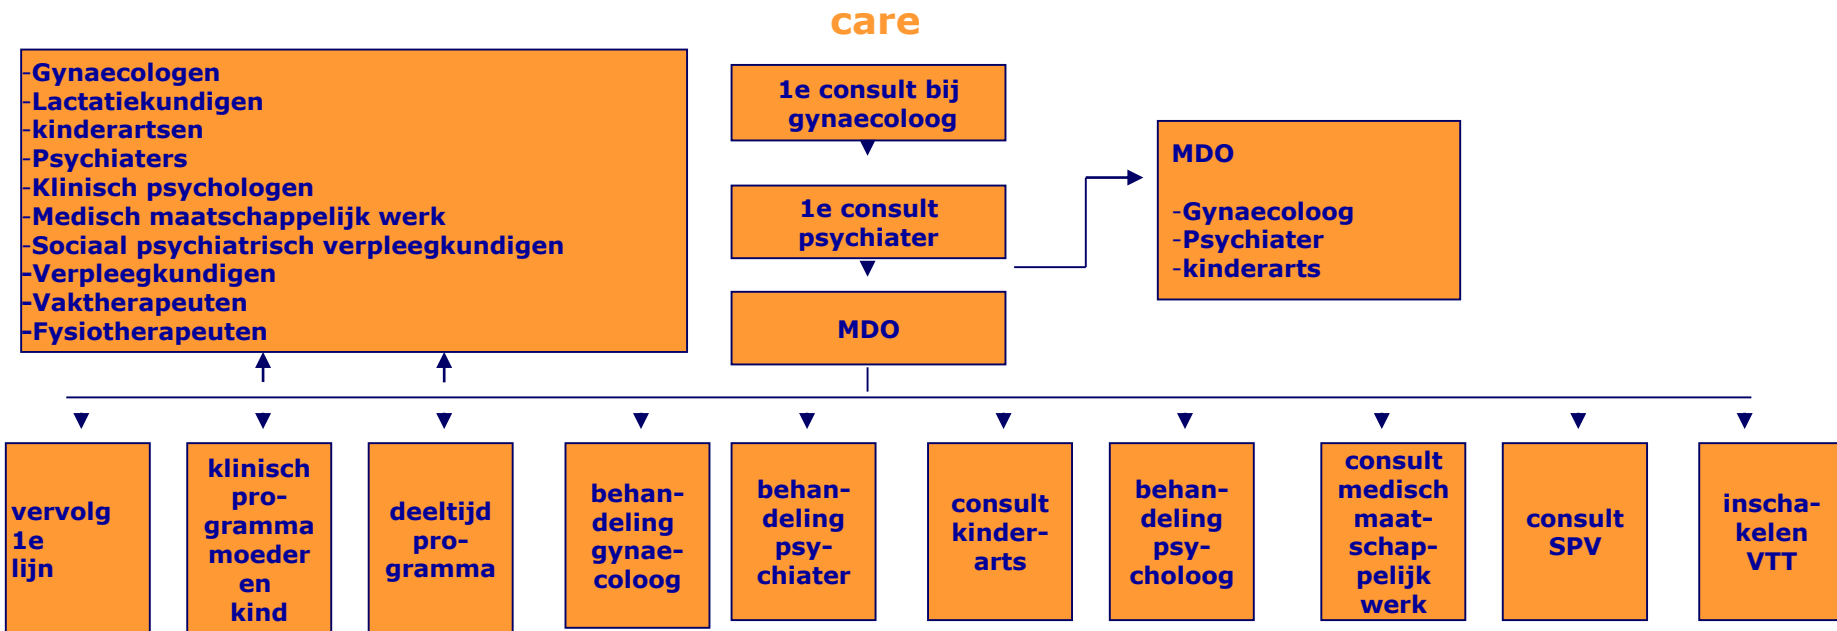 care
-Gynaecologen
-Lactatiekundigen
-kinderartsen
-Psychiaters
-Klinisch psychologen
-Medisch maatschappelijk werk
-Sociaal psychiatrisch verpleegkundigen
-Verpleegkundigen
-Vaktherapeuten
-Fysiotherapeuten
1e consult bij
gynaecoloog
1e consult
psychiater
MDO
MDO
-Gynaecoloog
-Psychiater
-kinderarts
vervolg
1e
lijn
klinisch
pro-
gramma
moeder
en
kind
deeltijd
pro-
gramma
behan-
deling
gynae-
coloog
behan-
deling
psy-
chiater
consult
kinder-
arts
behan-
deling
psy-
choloog
consult
medisch
maat-
schap-
pelijk
werk
consult
SPV
inscha-
kelen
VTT